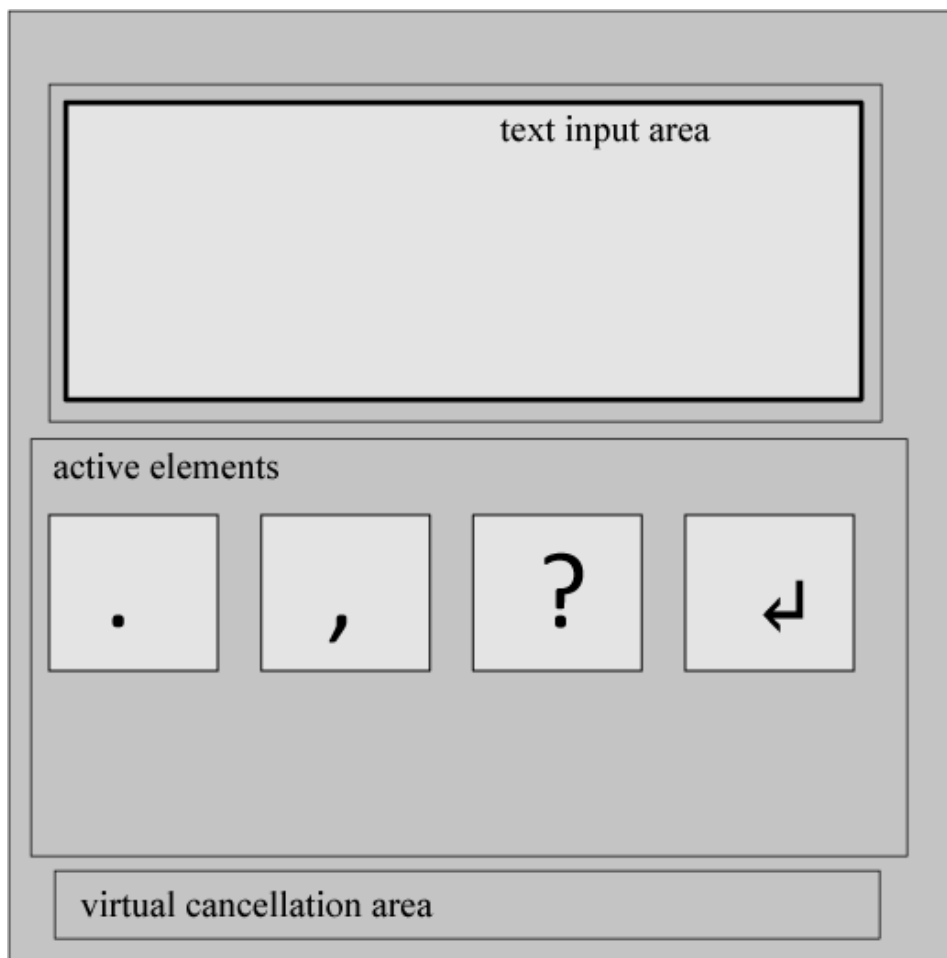 text input area
active elements
. , ? ↵
virtual cancellation area